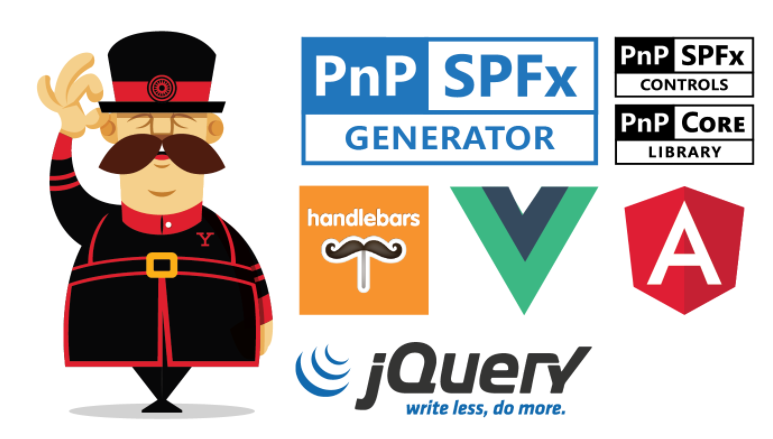 PnP SPFx
GENERATOR
PnP SPFx
CONTROLS
PnP CORE
LIBRARY
Y
handlebars
A
jQuery
write less, do more.